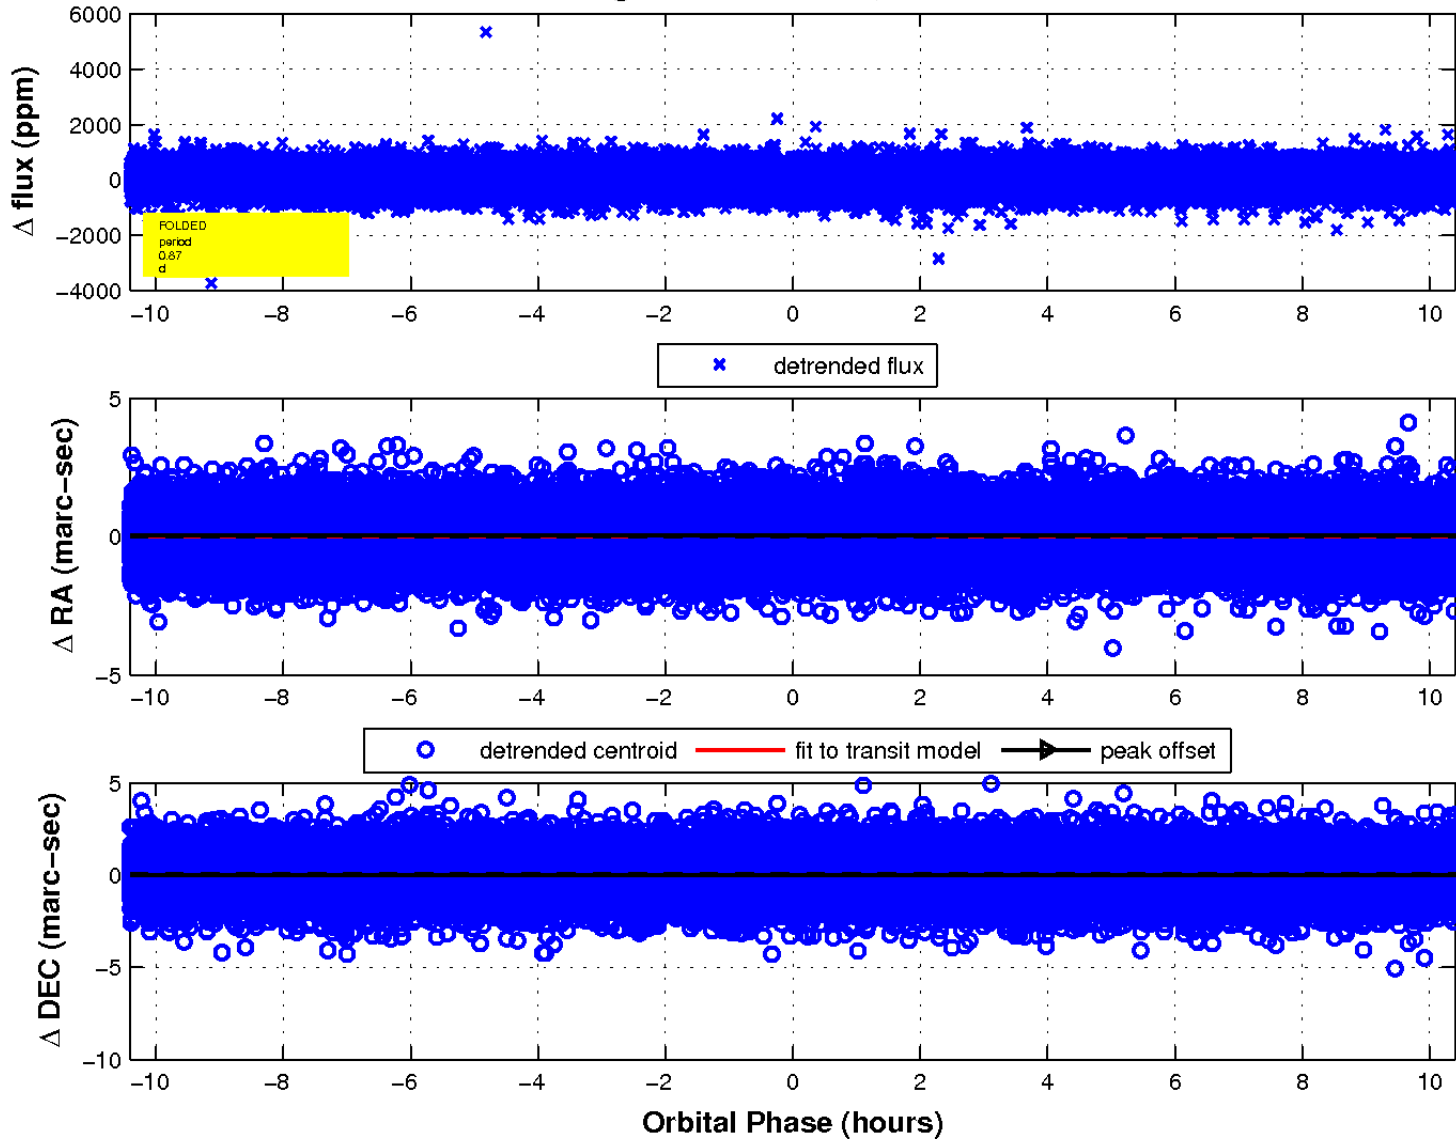 6000
4000
2000
0
−2000
−4000
Δ flux (ppm)
FOLDED
period
0.87
d
−10 −8 −6 −4 −2 0 2 4 6 8 10
detrended flux
5
0
−5
Δ RA (marc−sec)
−10 −8 −6 −4 −2 0 2 4 6 8 10
detrended centroid fit to transit model peak offset
5
0
−5
−10
Δ DEC (marc−sec)
−10 −8 −6 −4 −2 0 2 4 6 8 10
Orbital Phase (hours)